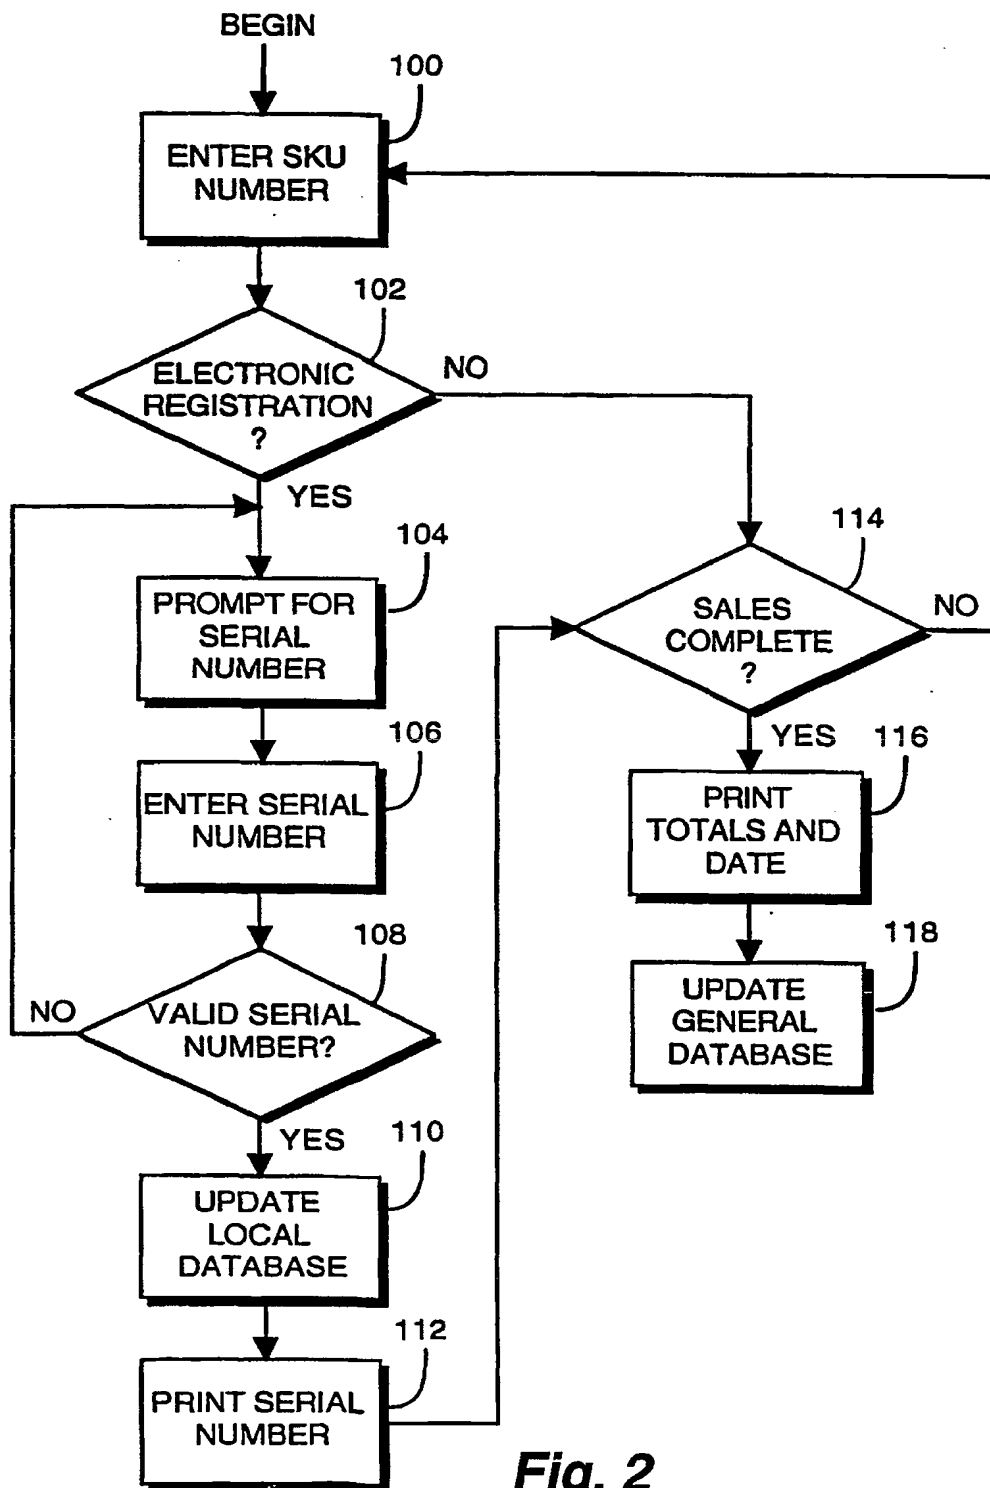 BEGIN
100
ENTER SKU
NUMBER
102
ELECTRONIC
REGISTRATION
?
NO
YES
104
PROMPT FOR
SERIAL
NUMBER
106
ENTER SERIAL
NUMBER
108
VALID SERIAL
NUMBER?
NO
YES
110
UPDATE
LOCAL
DATABASE
112
PRINT SERIAL
NUMBER
114
SALES
COMPLETE
?
NO
YES
116
PRINT
TOTALS AND
DATE
118
UPDATE
GENERAL
DATABASE
Fig. 2